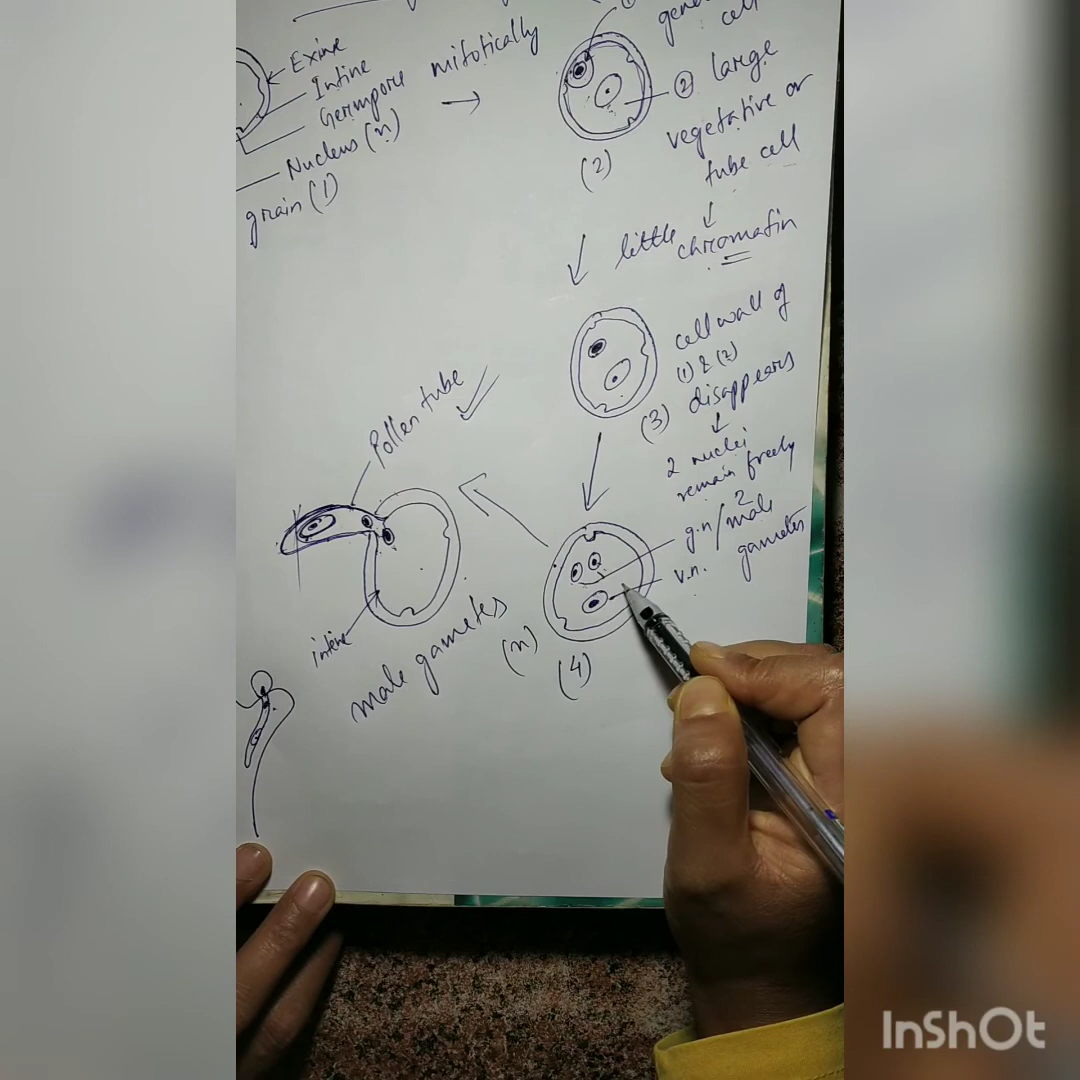 Exine
Intine
Germpore
Nucleus (n)
grain (1)
mitotically
cell
② large
vegetative or
tube cell
(2)
little chromatin
cell wall of
(1) & (2)
disappears
(3)
2 nuclei
remain freely
g.n/2 male
gametes
v.n.
(4)
Pollen tube
intine
male gametes (n)
InShOt